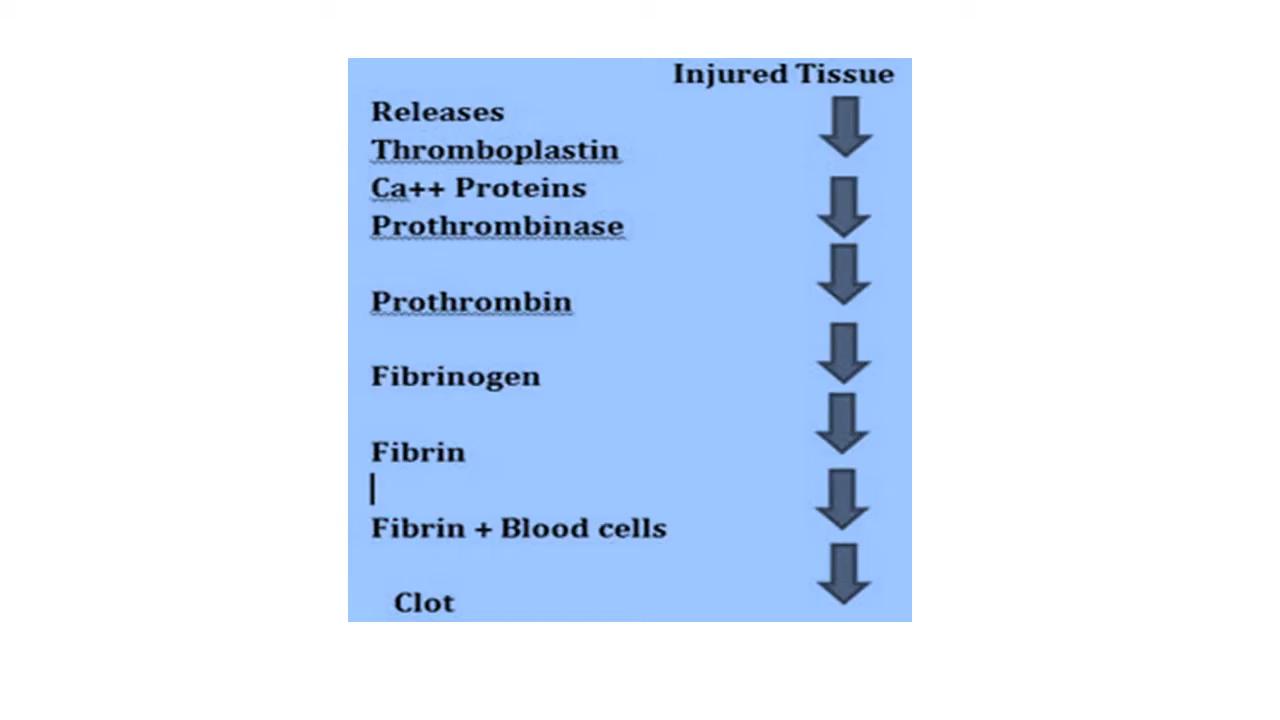 Injured Tissue
Releases
Thromboplastin
Ca++ Proteins
Prothrombinase
Prothrombin
Fibrinogen
Fibrin
Fibrin + Blood cells
Clot